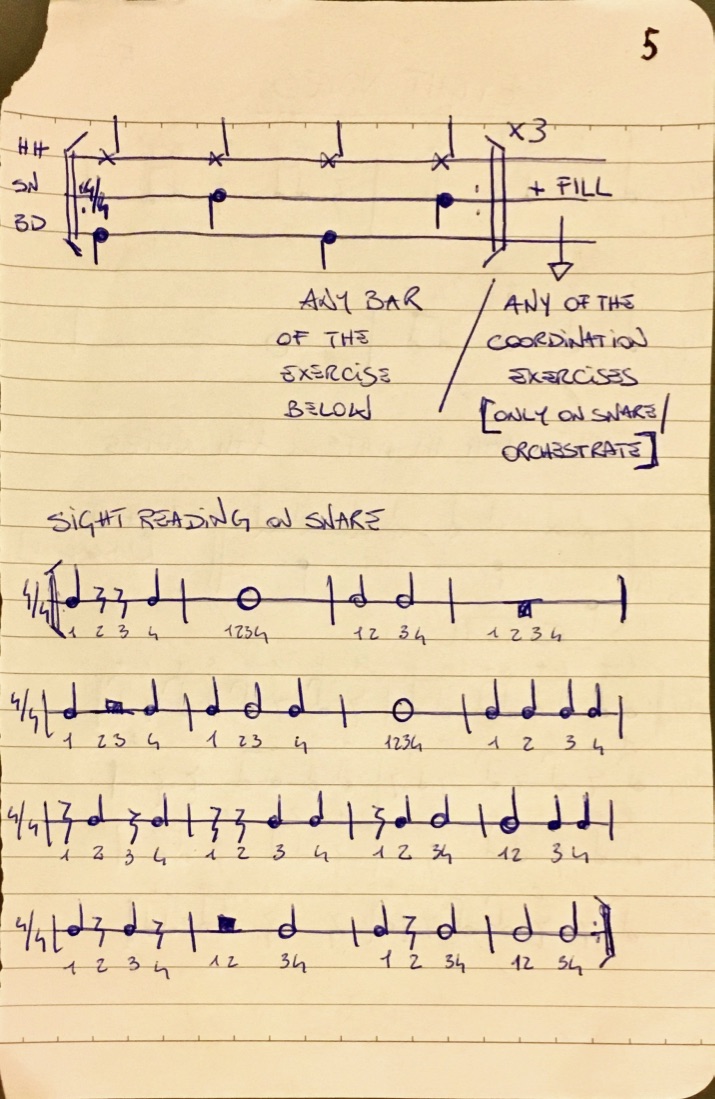 5
×3
HH
SN 4/4 + FILL
BD
ANY BAR / ANY OF THE
OF THE COORDINATION
EXERCISE EXERCISES
BELOW [ONLY ON SNARE/
ORCHESTRATE]
SIGHT READING ON SNARE
4/4
1 2 3 4 1234 12 34 1 2 3 4
4/4
1 23 4 1 23 4 1234 1 2 3 4
4/4
1 2 3 4 1 2 3 4 1 2 34 12 3 4
4/4
1 2 3 4 12 34 1 2 34 12 34